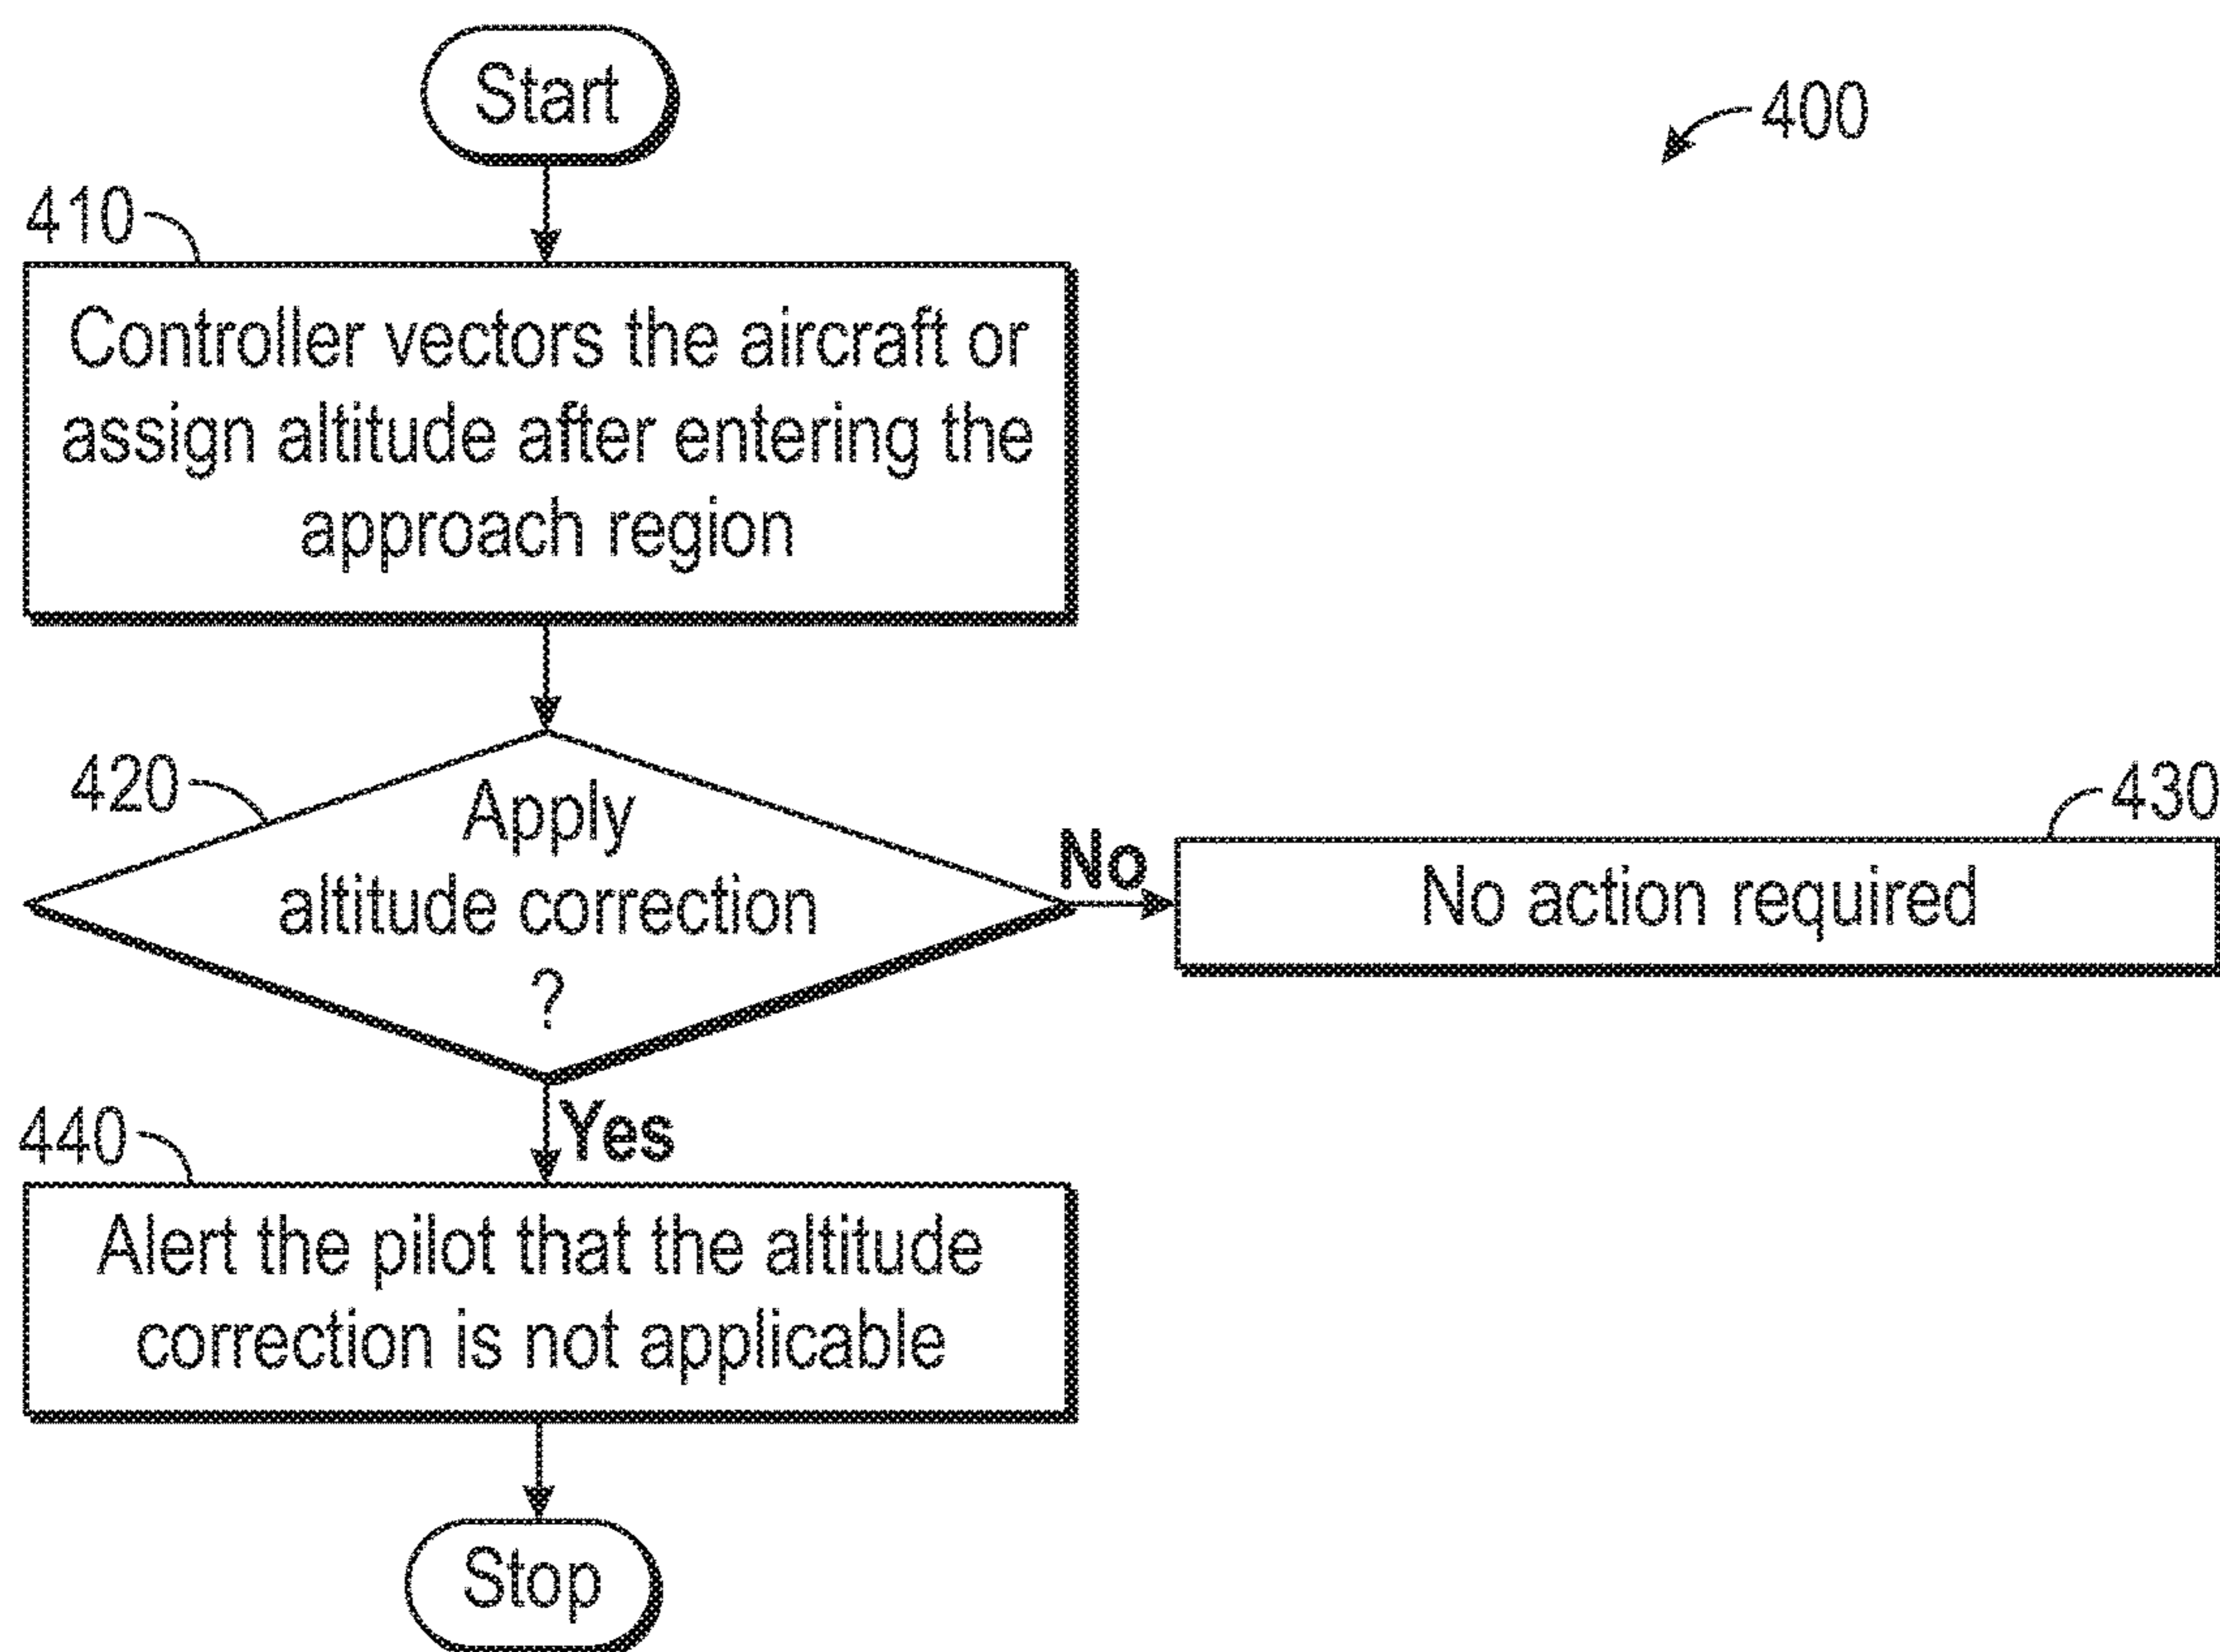 Start
400
410
Controller vectors the aircraft or
assign altitude after entering the
approach region
420
Apply
altitude correction
?
No
430
No action required
Yes
440
Alert the pilot that the altitude
correction is not applicable
Stop